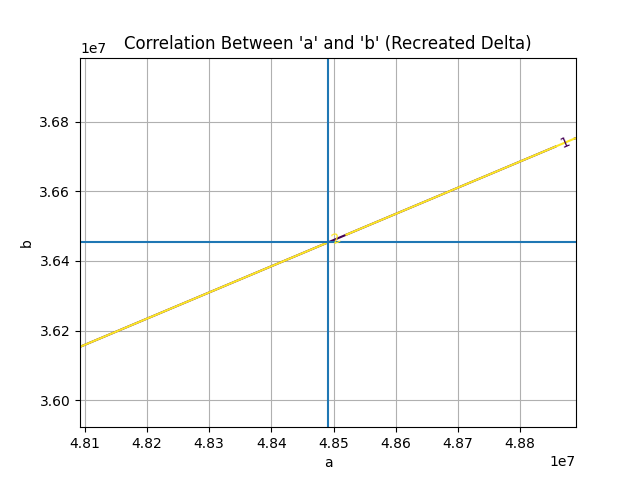 Correlation Between 'a' and 'b' (Recreated Delta)
1e7
3.68
3.66
3.64
3.62
3.60
b
1
4.81 4.82 4.83 4.84 4.85 4.86 4.87 4.88
a
1e7